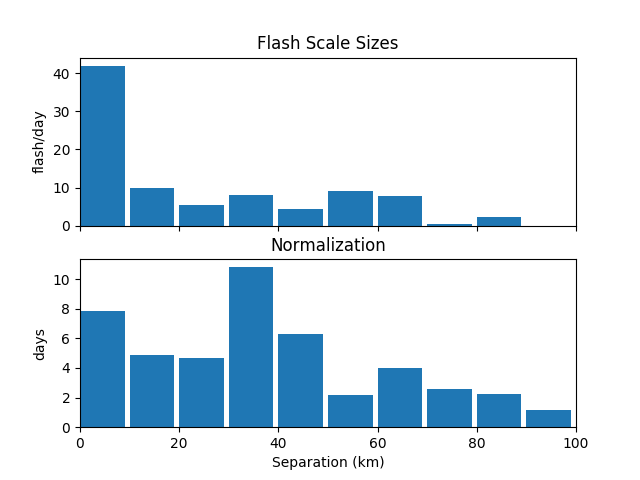 Flash Scale Sizes
40
30
20
10
0
flash/day
Normalization
10
8
6
4
2
0
days
0 20 40 60 80 100
Separation (km)